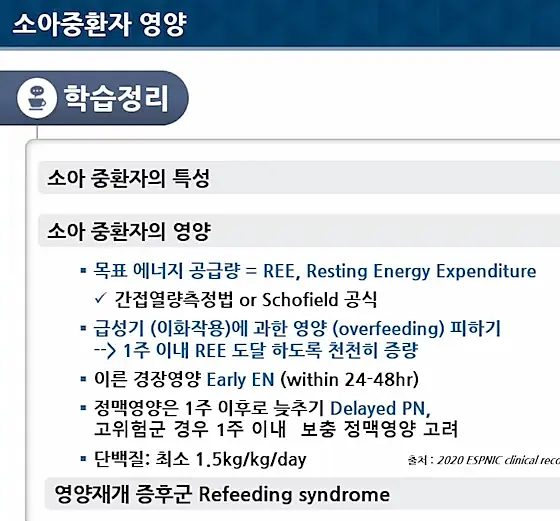 소아중환자 영양
학습정리
소아 중환자의 특성
소아 중환자의 영양
▪ 목표 에너지 공급량 = REE, Resting Energy Expenditure
✓ 간접열량측정법 or Schofield 공식
▪ 급성기 (이화작용)에 과한 영양 (overfeeding) 피하기
--> 1주 이내 REE 도달 하도록 천천히 증량
▪ 이른 경장영양 Early EN (within 24-48hr)
▪ 정맥영양은 1주 이후로 늦추기 Delayed PN,
고위험군 경우 1주 이내 보충 정맥영양 고려
▪ 단백질: 최소 1.5kg/kg/day
출처 : 2020 ESPNIC clinical reco
영양재개 증후군 Refeeding syndrome